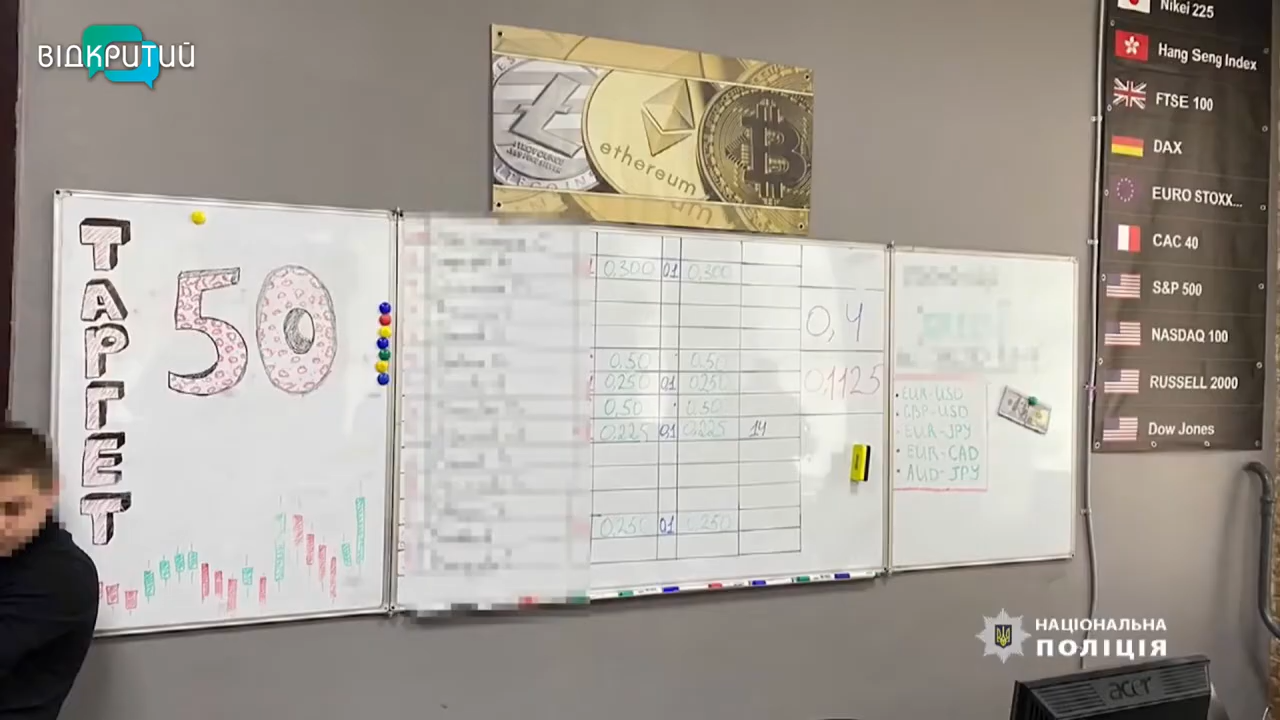 ВІДКРИТИЙ
LITECOIN
ethereum
Nikei 225
Hang Seng Index
FTSE 100
DAX
EURO STOXX...
CAC 40
S&P 500
NASDAQ 100
RUSSELL 2000
Dow Jones
ТАРГЕТ
50
0,300 01 0,300
0,50 0,50
0,250 01 0,250
0,50 0,50
0,225 01 0,225 14
0,250 01 0,250
0,4
0,1125
EUR-USD
GBP-USD
EUR-JPY
EUR-CAD
AUD-JPY
НАЦІОНАЛЬНА
ПОЛІЦІЯ
acer